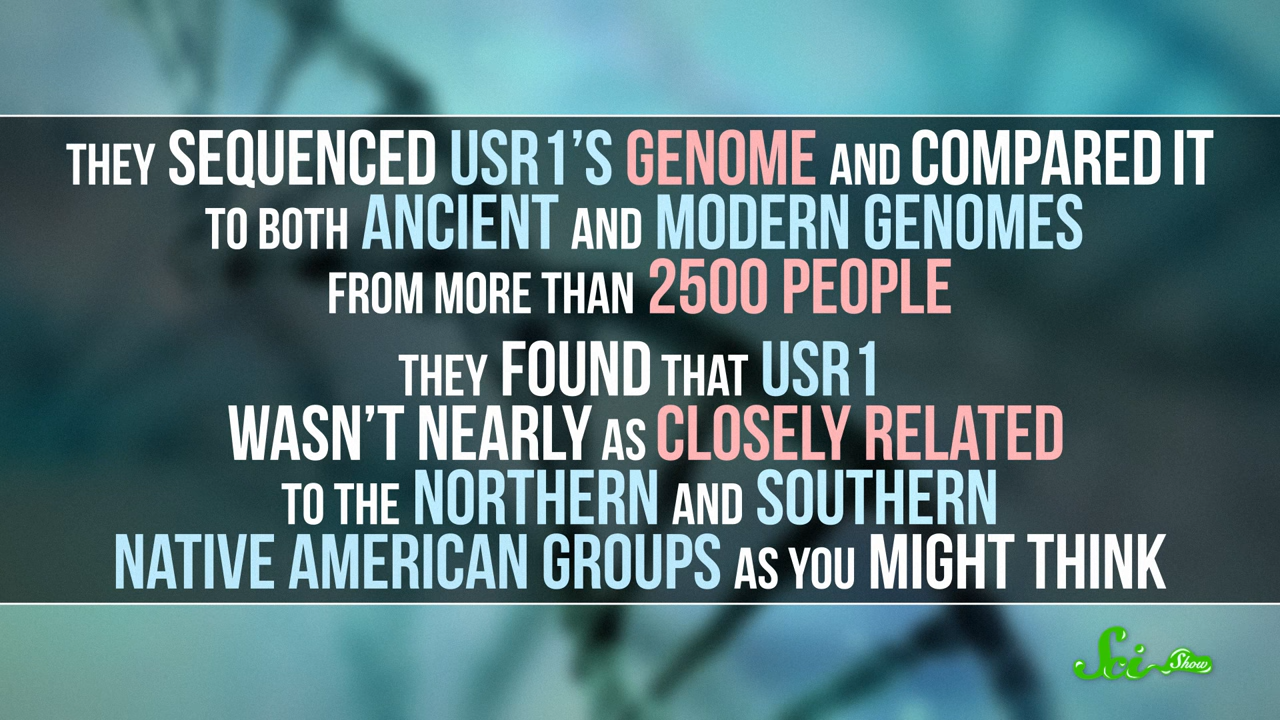 THEY SEQUENCED USR1'S GENOME AND COMPARED IT
TO BOTH ANCIENT AND MODERN GENOMES
FROM MORE THAN 2500 PEOPLE
THEY FOUND THAT USR1
WASN'T NEARLY AS CLOSELY RELATED
TO THE NORTHERN AND SOUTHERN
NATIVE AMERICAN GROUPS AS YOU MIGHT THINK
Sci Show